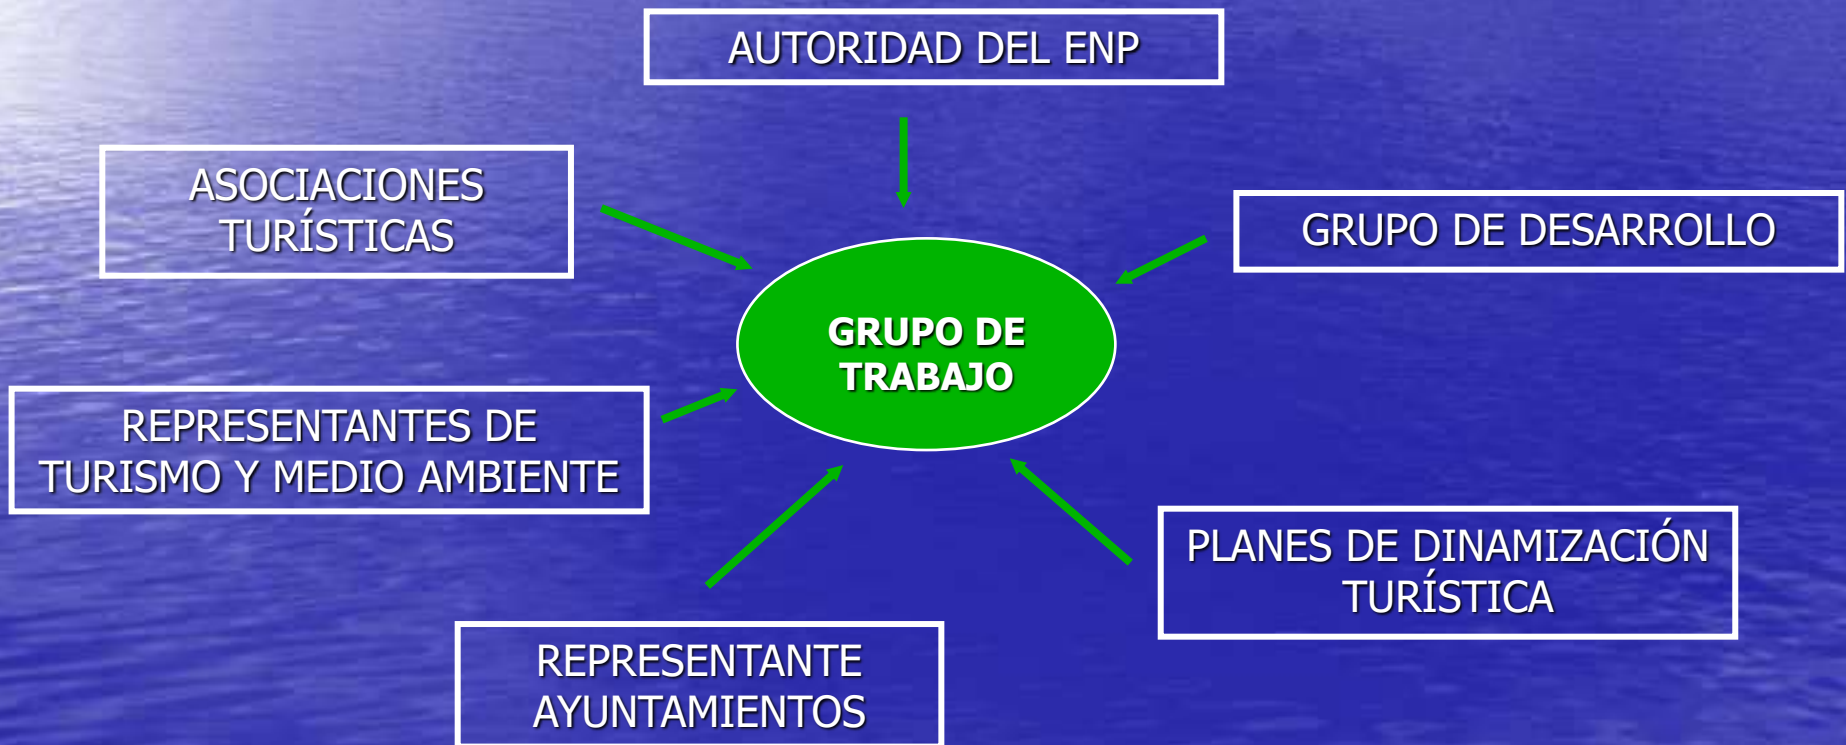 AUTORIDAD DEL ENP
ASOCIACIONES
TURÍSTICAS
GRUPO DE DESARROLLO
GRUPO DE
TRABAJO
REPRESENTANTES DE
TURISMO Y MEDIO AMBIENTE
PLANES DE DINAMIZACIÓN
TURÍSTICA
REPRESENTANTE
AYUNTAMIENTOS